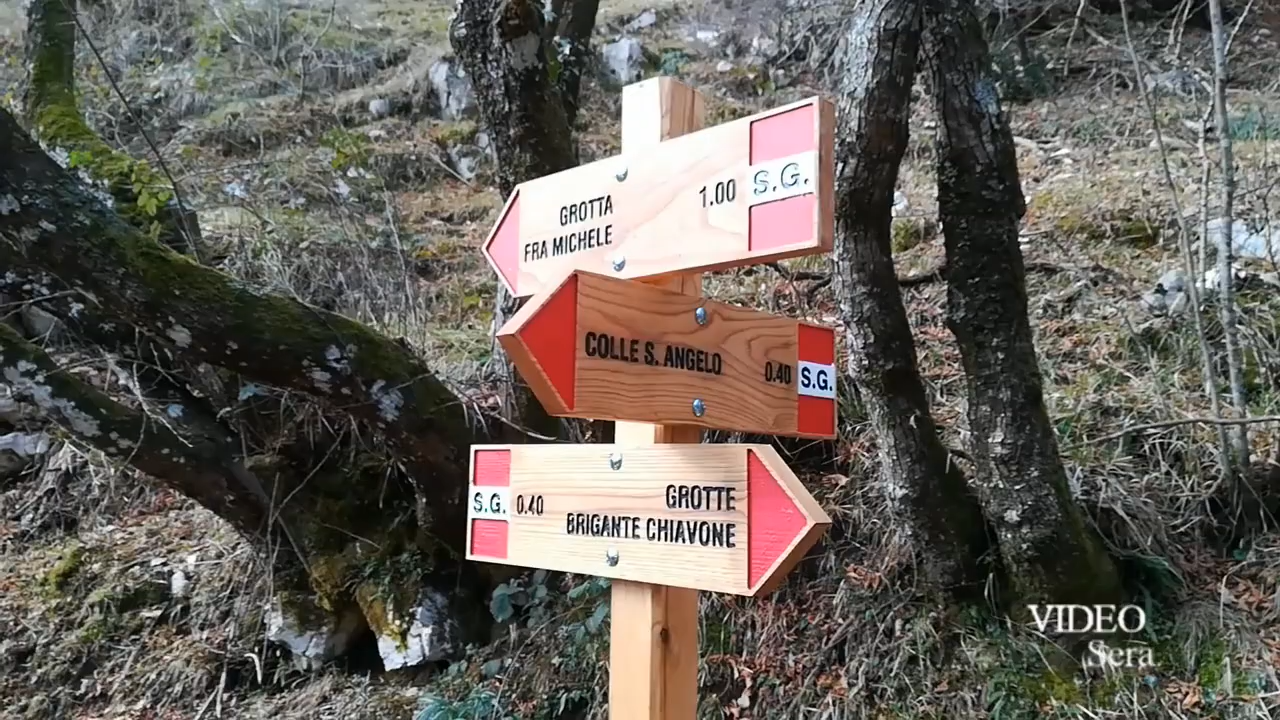 GROTTA
FRA MICHELE
1.00
S.G.
COLLE S. ANGELO
0.40
S.G.
S.G.
0.40
GROTTE
BRIGANTE CHIAVONE
VIDEO
Sera